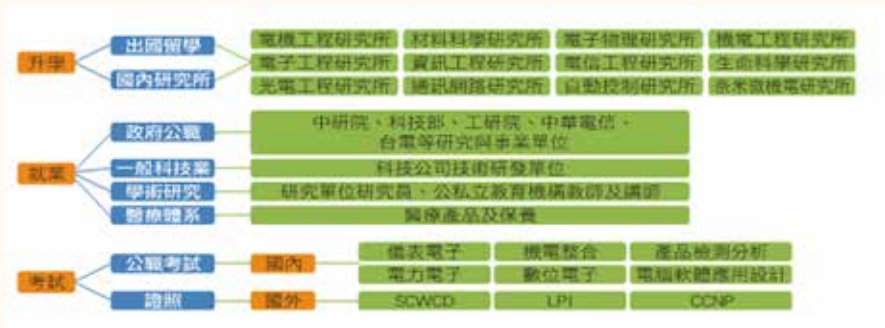 升學
出國留學
國內研究所
電機工程研究所 材料科學研究所 電子物理研究所 機電工程研究所
電子工程研究所 資訊工程研究所 電信工程研究所 生命科學研究所
光電工程研究所 通訊網路研究所 自動控制研究所 奈米微機電研究所
就業
政府公職
中研院、科技部、工研院、中華電信、
台電等研究與事業單位
一般科技業
科技公司技術研發單位
學術研究
研究單位研究員、公私立教育機構教師及講師
醫療體系
醫療產品及保養
考試
公職考試
國內
儀表電子 機電整合 產品檢測分析
電力電子 數位電子 電腦軟體應用設計
證照
國外
SCWCD LPI CCNP